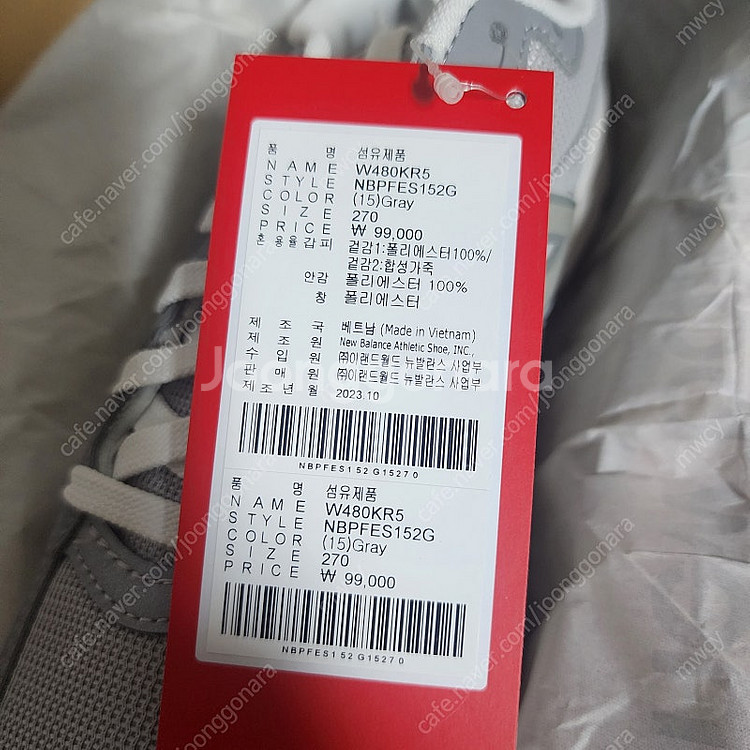 품 명 섬유제품
NAME W480KR5
STYLE NBPFES152G
COLOR (15)Gray
SIZE 270
PRICE ₩ 99,000
혼용율갑피 겉감1:폴리에스터100%/
겉감2:합성가죽
안감 폴리에스터 100%
창 폴리에스터
제조국 베트남 (Made in Vietnam)
제조원 New Balance Athletic Shoe, INC.,
수입원 ㈜이랜드월드 뉴발란스 사업부
판매원 ㈜이랜드월드 뉴발란스 사업부
제조년월 2023.10
NBPFES152G15270
품 명 섬유제품
NAME W480KR5
STYLE NBPFES152G
COLOR (15)Gray
SIZE 270
PRICE ₩ 99,000
NBPFES152G15270
Joonggonara
cafe.naver.com/joonggonara
mwcy